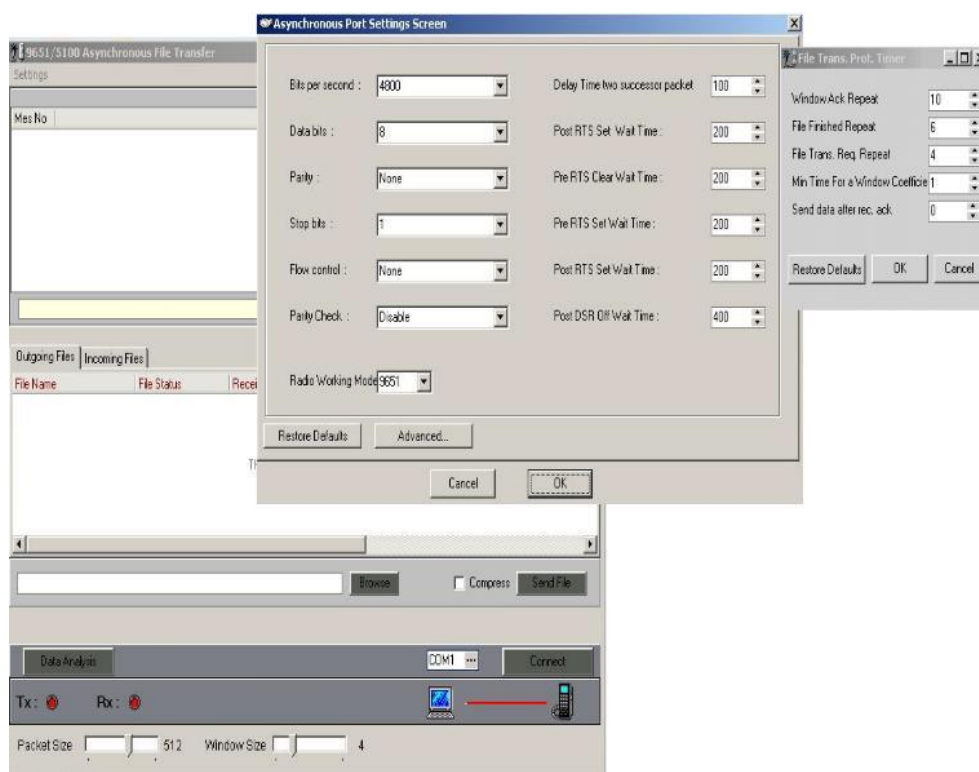 Asynchronous Port Settings Screen
9651/5100 Asynchronous File Transfer
Settings
Mes No
Bits per second : 4800
Data bits : 8
Parity : None
Stop bits : 1
Flow control : None
Parity Check : Disable
Radio Working Mode 9651
Delay Time two successor packet 100
Post RTS Set Wait Time : 200
Pre RTS Clear Wait Time : 200
Pre RTS Set Wait Time : 200
Post RTS Set Wait Time : 200
Post DSR Off Wait Time : 400
Restore Defaults Advanced...
Cancel OK
File Trans. Prot. Timer
Window Ack Repeat 10
File Finished Repeat 6
File Trans. Req. Repeat 4
Min Time For a Window Coefficie 1
Send data after rec. ack. 0
Restore Defaults OK Cancel
Outgoing Files Incoming Files
File Name File Status Recei
Browse Compress Send File
Data Analysis COM1 ... Connect
Tx : Rx :
Packet Size 512 Window Size 4